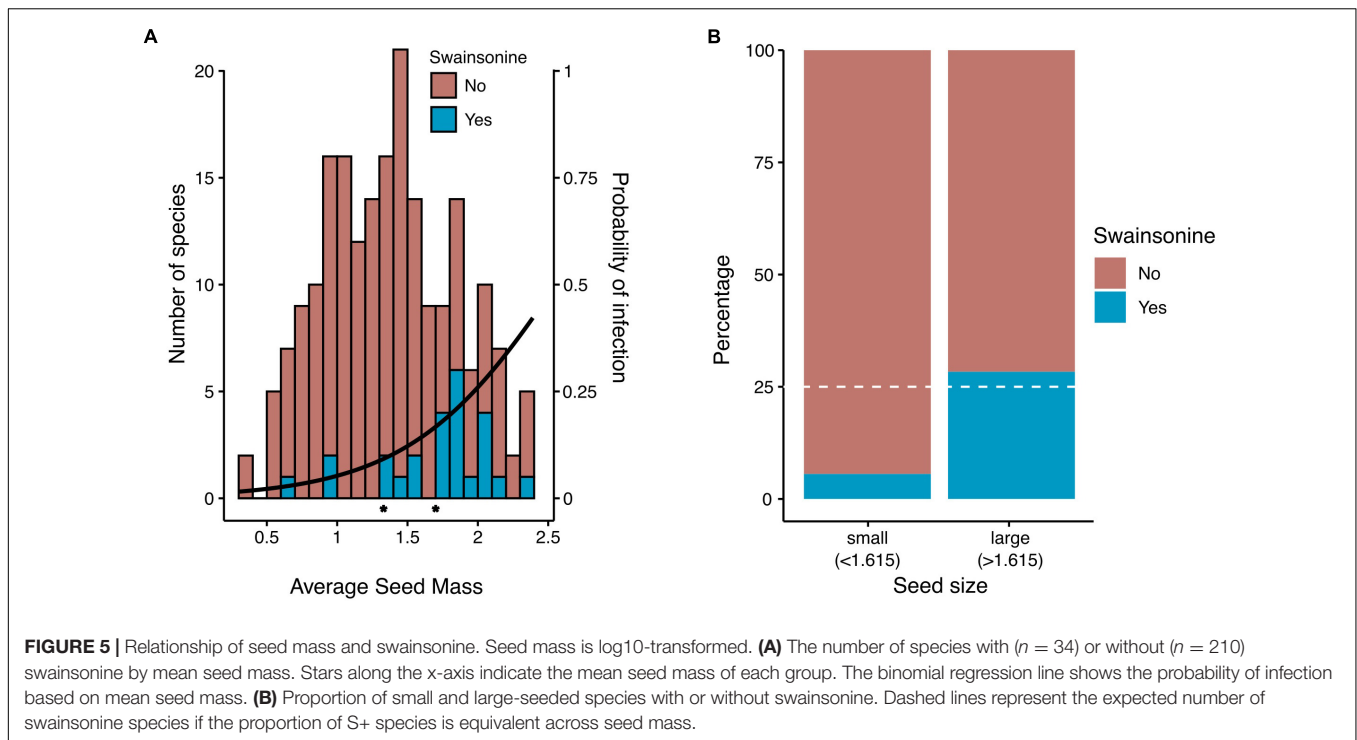 A
Swainsonine
No
Yes
20
15
10
5
0
Number of species
1
0.75
0.5
0.25
0
Probability of infection
* *
0.5 1 1.5 2 2.5
Average Seed Mass
B
100
75
50
25
0
Percentage
small large
(<1.615) (>1.615)
Seed size
Swainsonine
No
Yes
FIGURE 5 | Relationship of seed mass and swainsonine. Seed mass is log10-transformed. (A) The number of species with (n = 34) or without (n = 210)
swainsonine by mean seed mass. Stars along the x-axis indicate the mean seed mass of each group. The binomial regression line shows the probability of infection
based on mean seed mass. (B) Proportion of small and large-seeded species with or without swainsonine. Dashed lines represent the expected number of
swainsonine species if the proportion of S+ species is equivalent across seed mass.